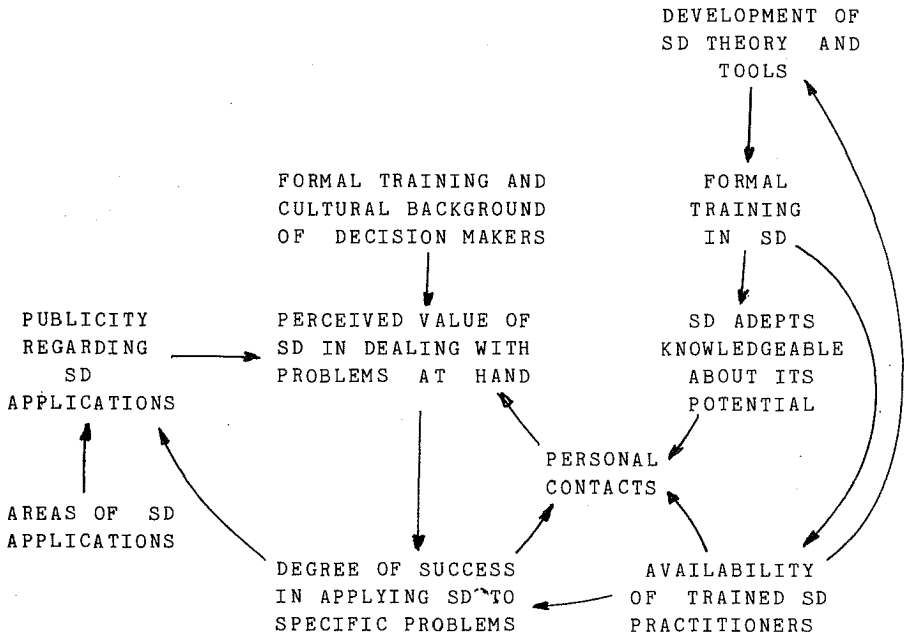 DEVELOPMENT OF
SD THEORY AND
TOOLS
FORMAL TRAINING AND
CULTURAL BACKGROUND
OF DECISION MAKERS
FORMAL
TRAINING
IN SD
PUBLICITY
REGARDING
SD
APPLICATIONS
PERCEIVED VALUE OF
SD IN DEALING WITH
PROBLEMS AT HAND
SD ADEPTS
KNOWLEDGEABLE
ABOUT ITS
POTENTIAL
PERSONAL
CONTACTS
AREAS OF SD
APPLICATIONS
DEGREE OF SUCCESS
IN APPLYING SD TO
SPECIFIC PROBLEMS
AVAILABILITY
OF TRAINED SD
PRACTITIONERS